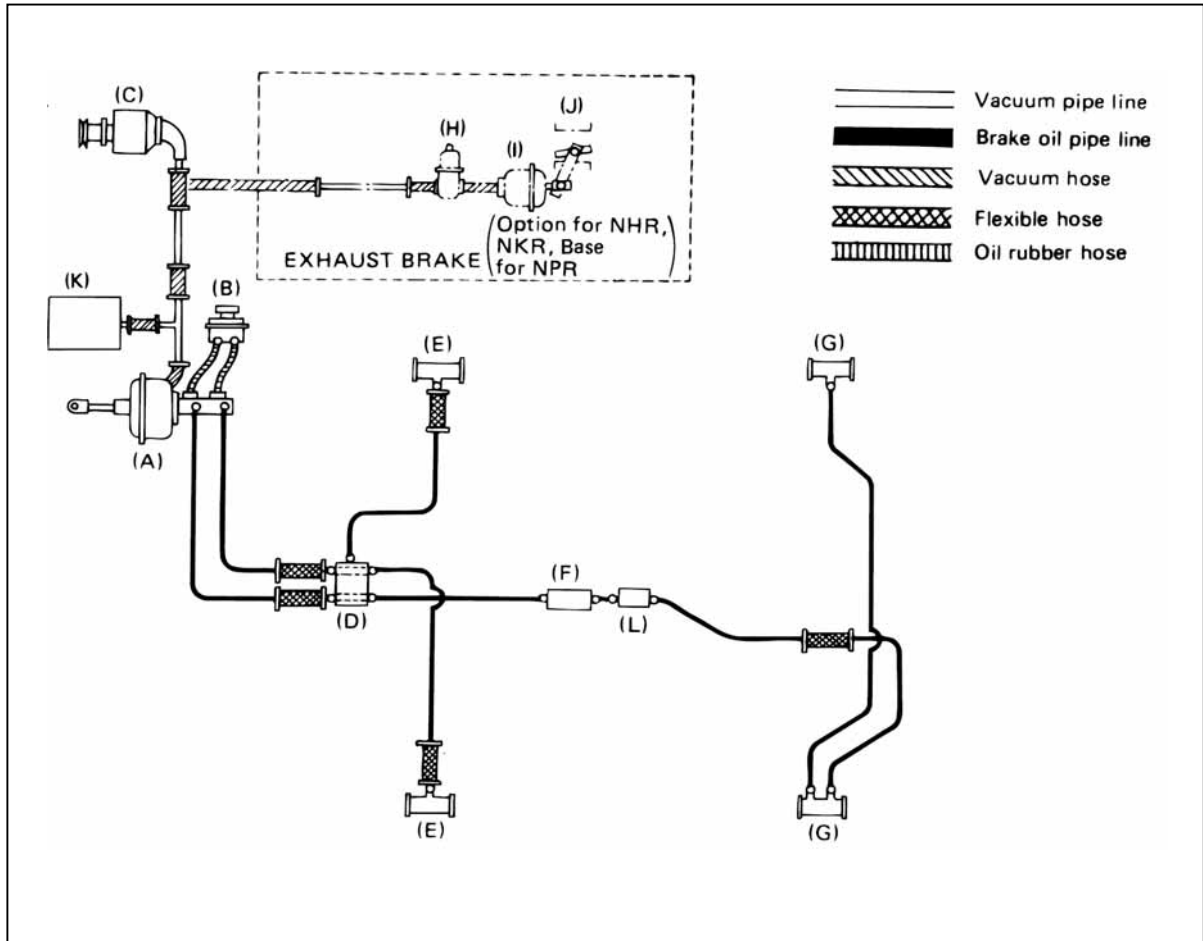 (C)
(H)
(I)
(J)
EXHAUST BRAKE
(Option for NHR,
NKR, Base
for NPR)
Vacuum pipe line
Brake oil pipe line
Vacuum hose
Flexible hose
Oil rubber hose
(K)
(B)
(A)
(E)
(G)
(D)
(F)
(L)
(E)
(G)